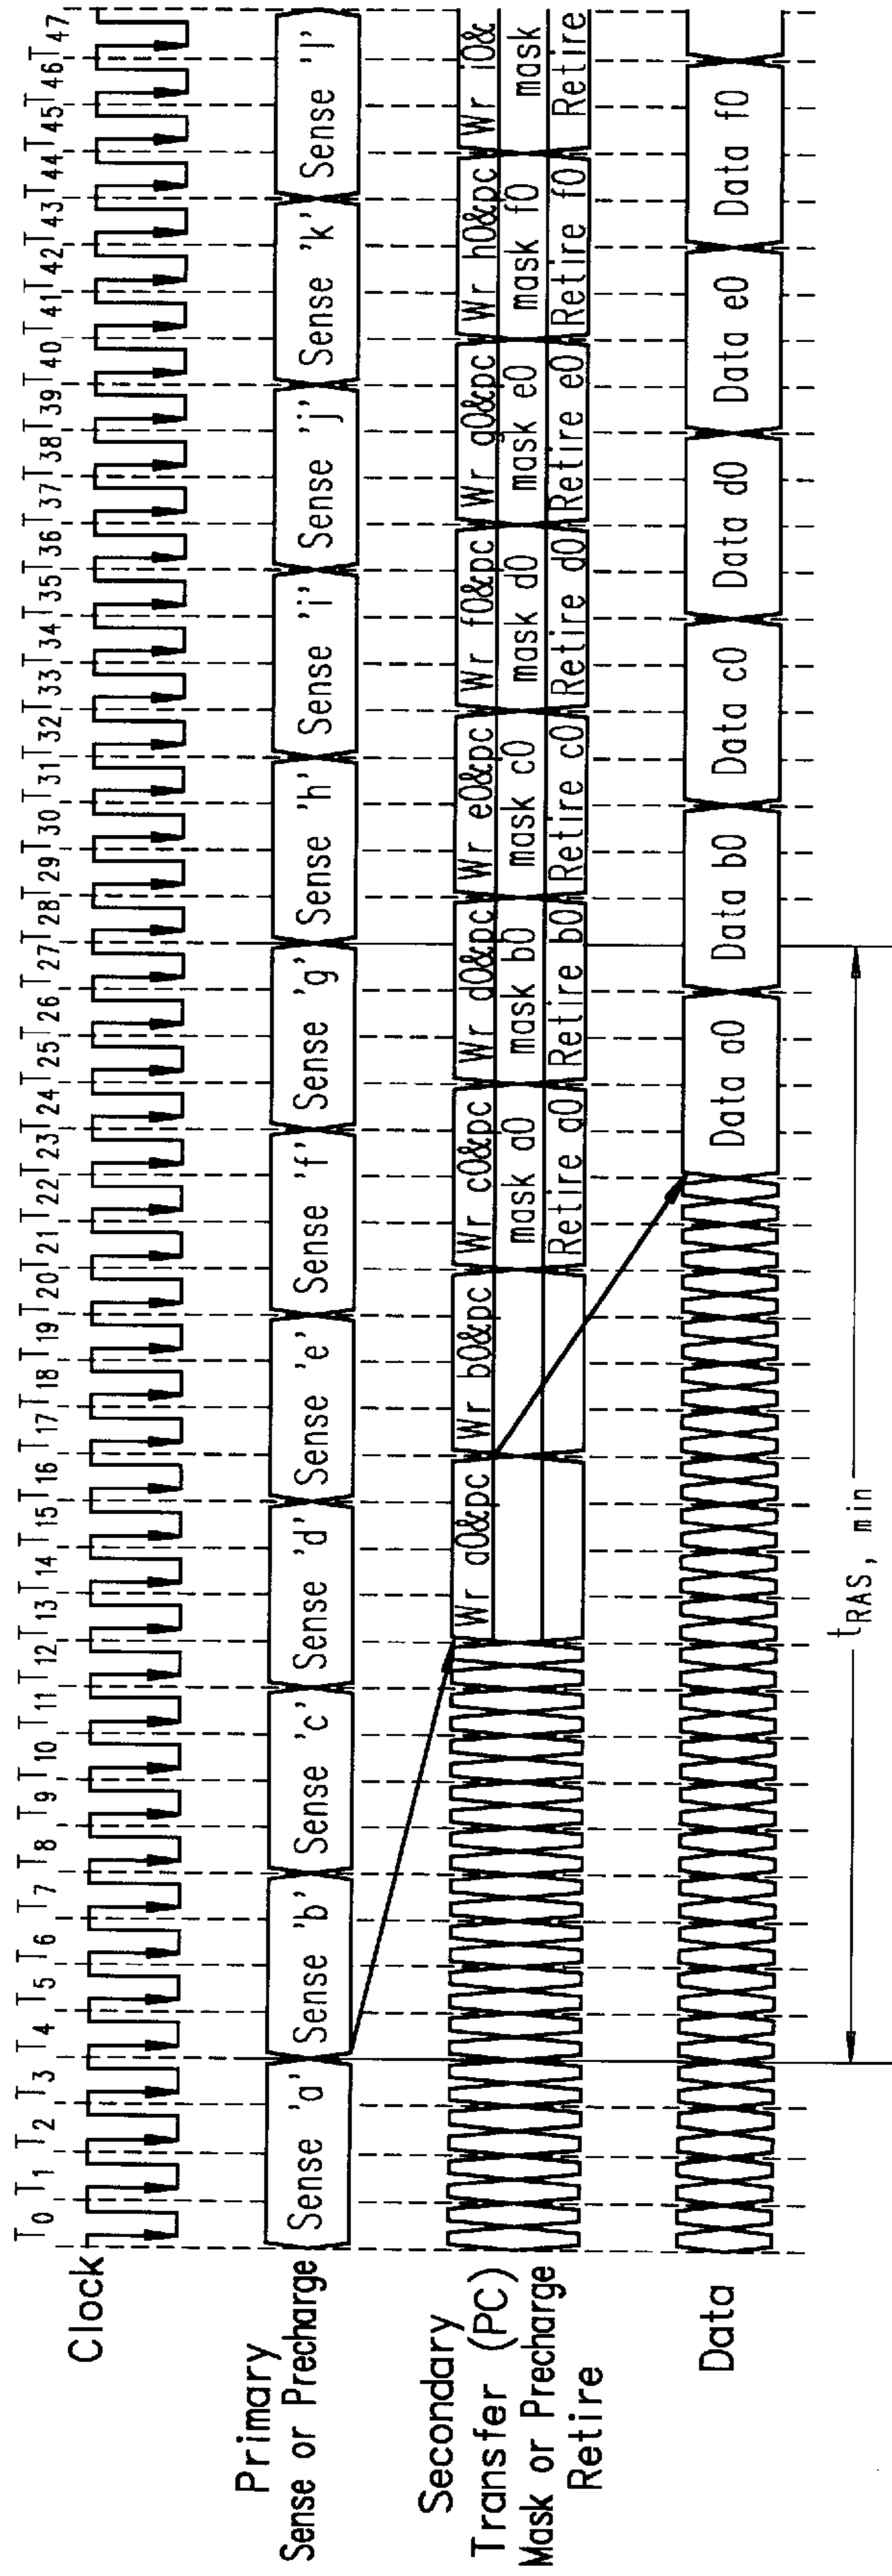 T0 T1 T2 T3 T4 T5 T6 T7 T8 T9 T10 T11 T12 T13 T14 T15 T16 T17 T18 T19 T20 T21 T22 T23 T24 T25 T26 T27 T28 T29 T30 T31 T32 T33 T34 T35 T36 T37 T38 T39 T40 T41 T42 T43 T44 T45 T46 T47
Clock
Primary
Sense or Precharge
Sense 'a' Sense 'b' Sense 'c' Sense 'd' Sense 'e' Sense 'f' Sense 'g' Sense 'h' Sense 'i' Sense 'j' Sense 'k' Sense 'l'
Secondary
Transfer (PC)
Wr a0&pc Wr b0&pc Wr c0&pc Wr d0&pc Wr e0&pc Wr f0&pc Wr g0&pc Wr h0&pc Wr i0&
Mask or Precharge
mask a0 mask b0 mask c0 mask d0 mask e0 mask f0 mask
Retire
Retire a0 Retire b0 Retire c0 Retire d0 Retire e0 Retire f0 Retire
Data
Data a0 Data b0 Data c0 Data d0 Data e0 Data f0
tRAS, min